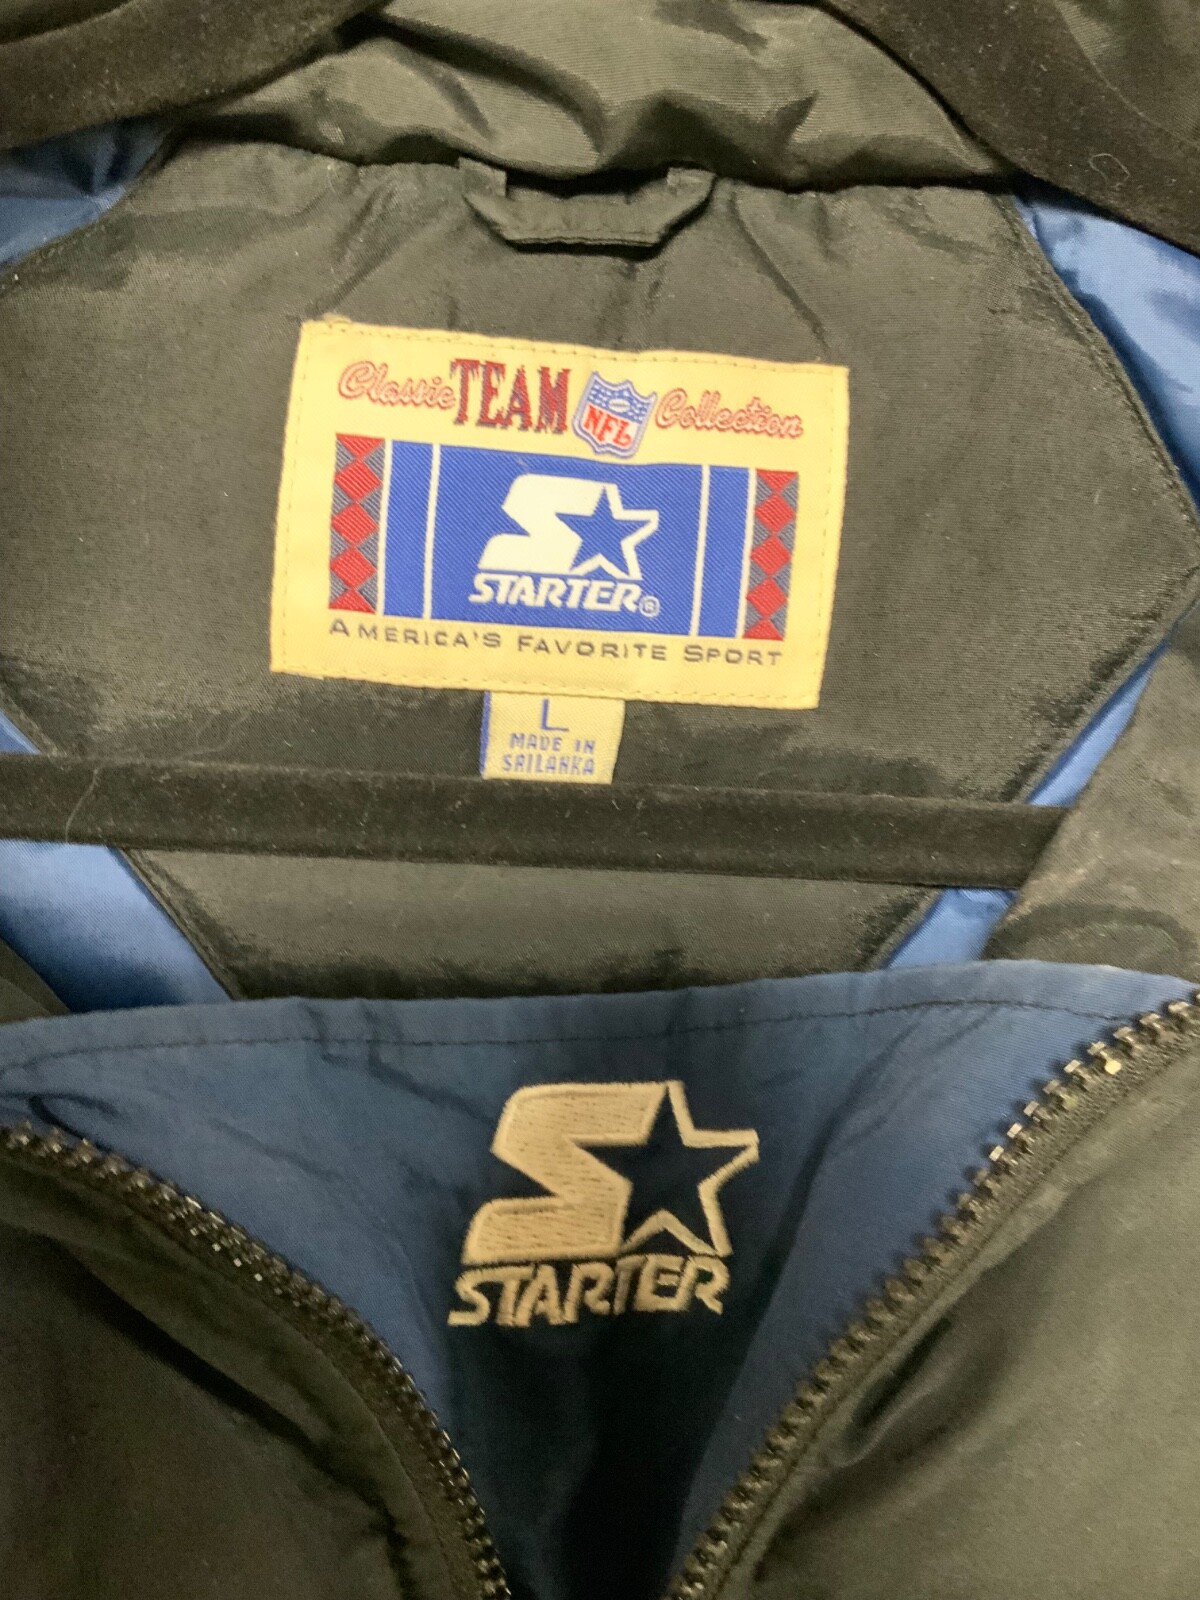 Classic TEAM NFL Collection
STARTER®
AMERICA'S FAVORITE SPORT
L
MADE IN
SRILANKA
STARTER